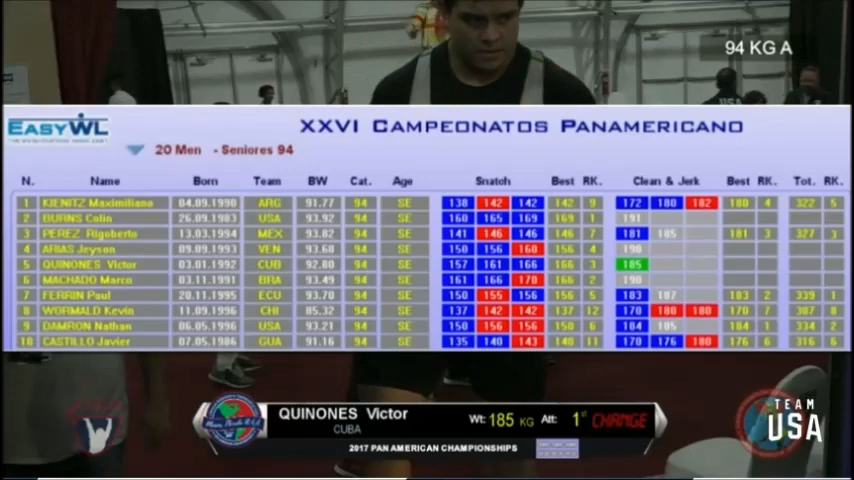 94 KG A
EASYWL
XXVI CAMPEONATOS PANAMERICANO
20 Men - Seniores 94
N. Name Born Team BW Cat. Age Snatch Best RK. Clean & Jerk Best RK. Tot. RK.
1 KIENITZ Maximiliano 04.09.1990 ARG 91.77 94 SE 138 142 142 142 9 172 180 182 180 4 322 5
2 BURNS Colin 26.09.1983 USA 93.92 94 SE 160 165 169 169 1 191
3 PEREZ Rigoberto 13.03.1994 MEX 93.82 94 SE 141 146 146 146 7 181 185 181 3 327 3
4 ARIAS Jeyson 09.09.1993 VEN 93.60 94 SE 150 156 160 156 4 190
5 QUINONES Victor 03.01.1992 CUB 92.80 94 SE 157 161 166 166 3 185
6 MACHADO Marco 03.11.1991 BRA 93.49 94 SE 161 166 170 166 2 190
7 FERRIN Paul 20.11.1995 ECU 93.70 94 SE 150 155 156 156 5 183 187 183 2 339 1
8 WORMALD Kevin 11.09.1996 CHI 85.32 94 SE 137 142 142 137 12 170 180 180 170 7 307 8
9 DAMRON Nathan 06.05.1996 USA 93.21 94 SE 150 156 156 150 6 184 185 184 1 334 2
10 CASTILLO Javier 07.05.1986 GUA 91.16 94 SE 135 140 143 140 11 170 176 180 176 6 316 6
QUINONES Victor Wt: 185 KG Att: 1st CHANGE
CUBA
2017 PAN AMERICAN CHAMPIONSHIPS
TEAM
USA